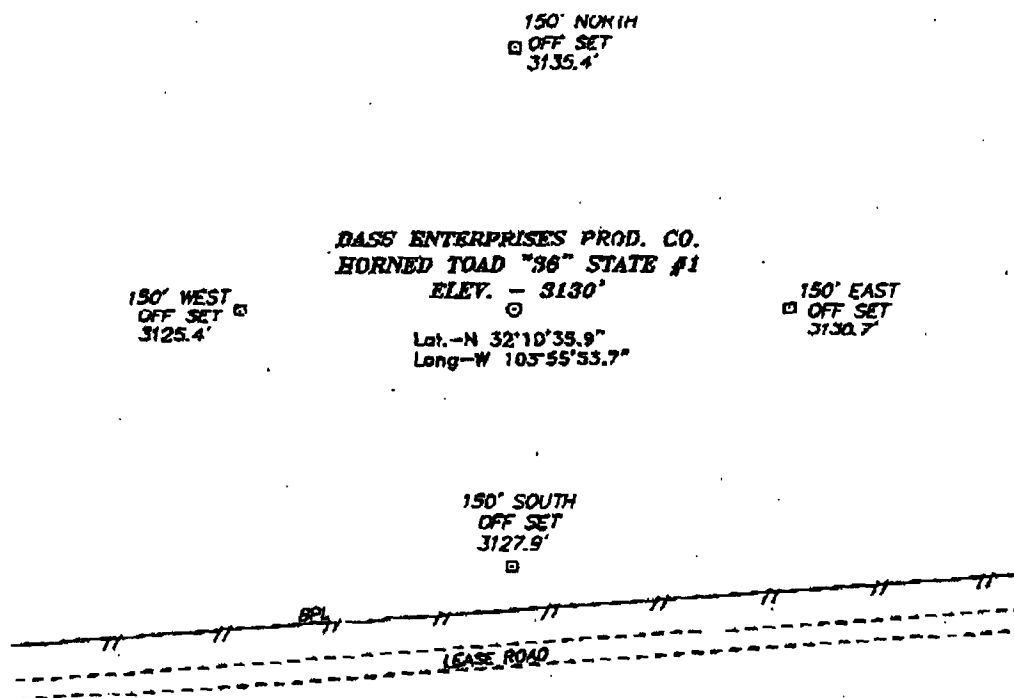 150' NORTH
OFF SET
3135.4'
BASS ENTERPRISES PROD. CO.
HORNED TOAD "36" STATE #1
ELEV. - 3130'
150' WEST
OFF SET
3125.4'
150' EAST
OFF SET
3130.7'
Lat.-N 32°10'35.9"
Long-W 103°55'53.7"
150' SOUTH
OFF SET
3127.9'
BPL
LEASE ROAD